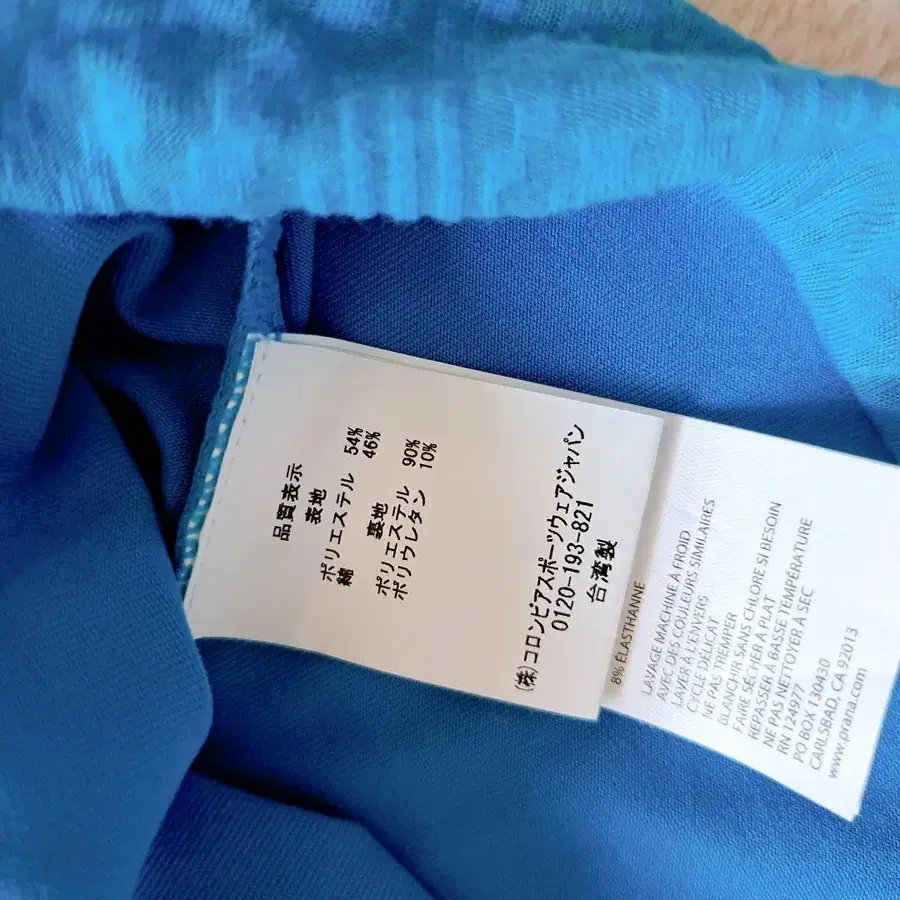 品質表示
表地
ポリエステル 54%
綿 46%
裏地
ポリエステル 90%
ポリウレタン 10%
(株)コロンビアスポーツウェアジャパン
0120-193-821
台湾製
8% ÉLASTHANNE
LAVAGE MACHINE À FROID
AVEC DES COULEURS SIMILAIRES
LAVER À L'ENVERS
CYCLE DÉLICAT
NE PAS TREMPER
BLANCHIR SANS CHLORE SI BESOIN
FAIRE SÉCHER À PLAT
REPASSER À BASSE TEMPÉRATURE
NE PAS NETTOYER À SEC
RN 124977
PO BOX 130430
CARLSBAD, CA 92013
www.prana.com